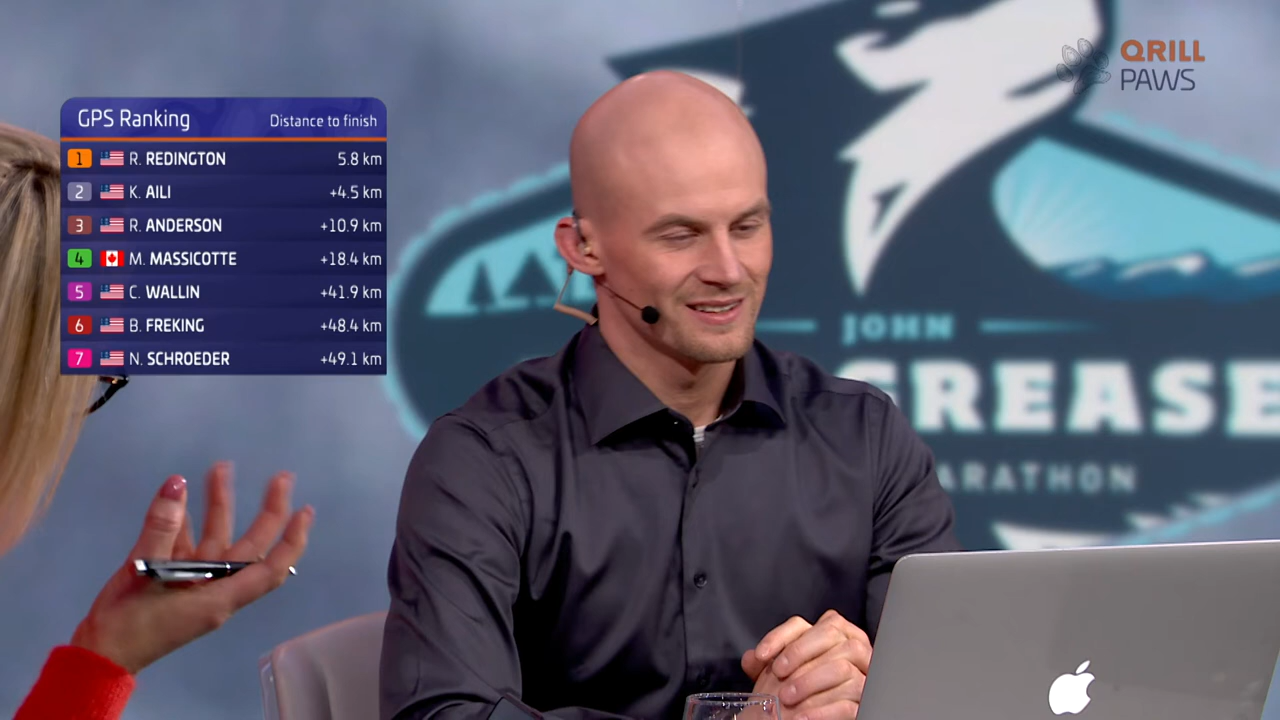 QRILL
PAWS
GPS Ranking Distance to finish
1 R. REDINGTON 5.8 km
2 K. AILI +4.5 km
3 R. ANDERSON +10.9 km
4 M. MASSICOTTE +18.4 km
5 C. WALLIN +41.9 km
6 B. FREKING +48.4 km
7 N. SCHROEDER +49.1 km
JOHN
GREASE
ARATHON